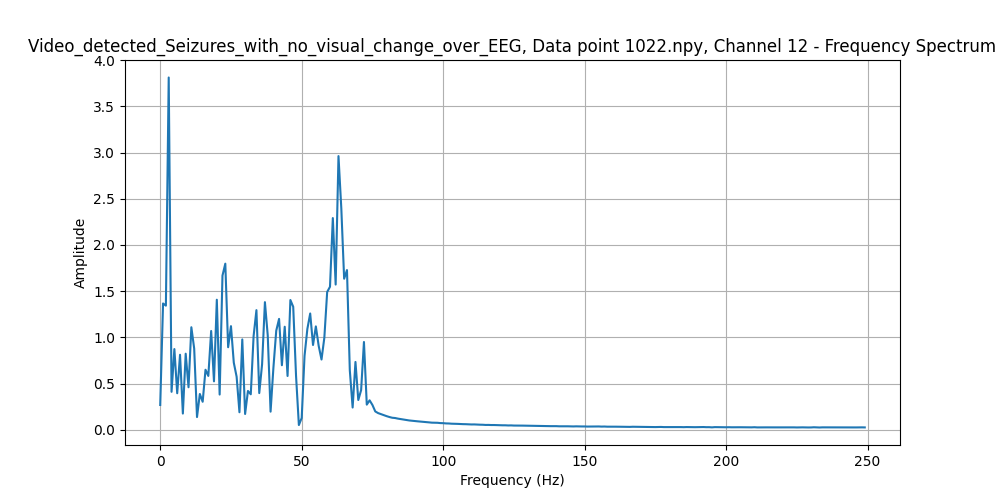 Video_detected_Seizures_with_no_visual_change_over_EEG, Data point 1022.npy, Channel 12 - Frequency Spectrum
4.0
3.5
3.0
2.5
2.0
1.5
1.0
0.5
0.0
Amplitude
0 50 100 150 200 250
Frequency (Hz)